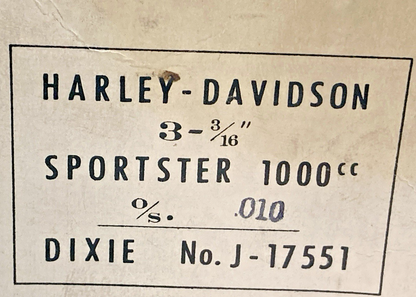 HARLEY-DAVIDSON
3-3/16"
SPORTSTER 1000cc
o/s. .010
DIXIE No. J-17551